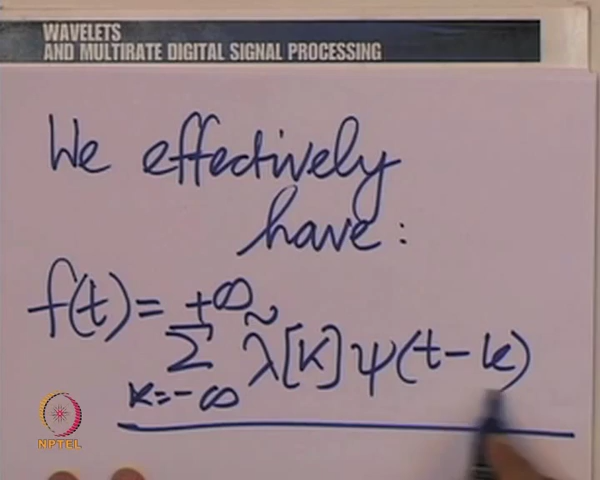 WAVELETS
AND MULTIRATE DIGITAL SIGNAL PROCESSING
We effectively
have:
f(t) = +∞
Σ λ̃[k] ψ(t-k)
k=-∞
NPTEL